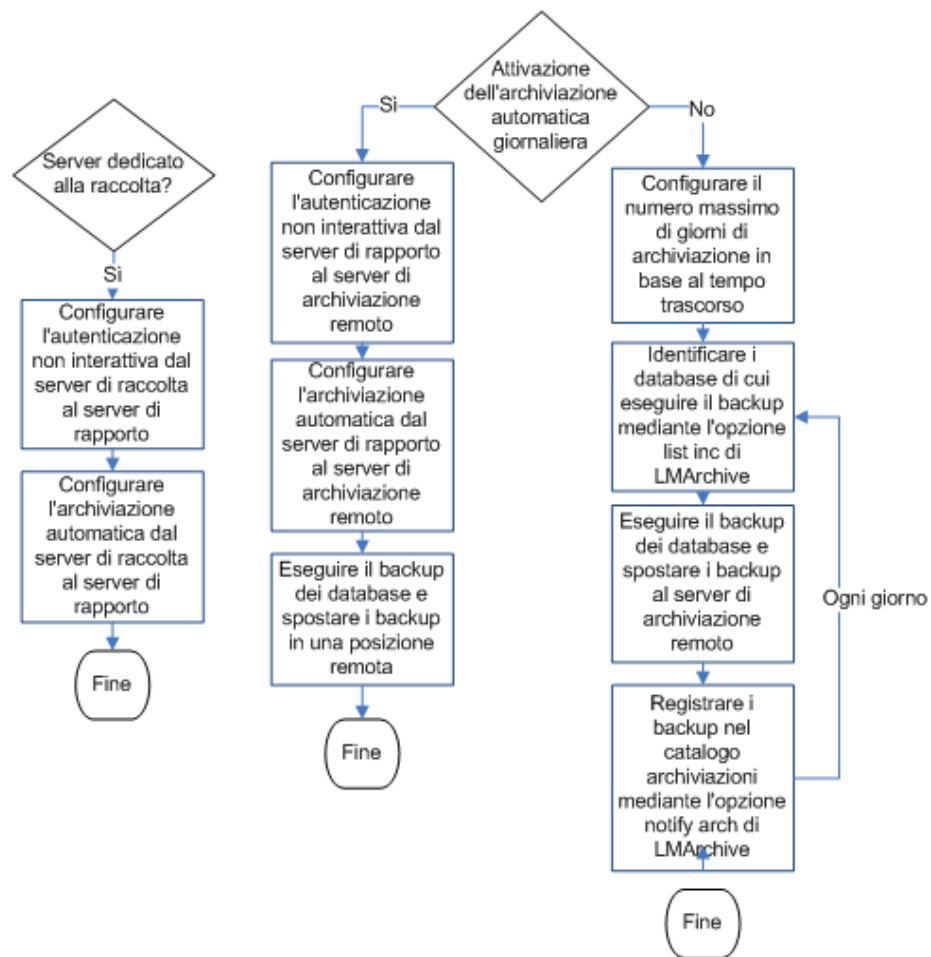 Server dedicato
alla raccolta?
Sì
Configurare
l'autenticazione
non interattiva dal
server di raccolta
al server di
rapporto
Configurare
l'archiviazione
automatica dal
server di raccolta
al server di
rapporto
Fine
Attivazione
dell'archiviazione
automatica
giornaliera
Sì
Configurare
l'autenticazione
non interattiva dal
server di rapporto
al server di
archiviazione
remoto
Configurare
l'archiviazione
automatica dal
server di rapporto
al server di
archiviazione
remoto
Eseguire il backup
dei database e
spostare i backup
in una posizione
remota
Fine
No
Configurare il
numero massimo
di giorni di
archiviazione in
base al tempo
trascorso
Identificare i
database di cui
eseguire il backup
mediante l'opzione
list inc di
LMArchive
Eseguire il backup
dei database e
spostare i backup
al server di
archiviazione
remoto
Registrare i
backup nel
catalogo
archiviazioni
mediante l'opzione
notify arch di
LMArchive
Ogni giorno
Fine